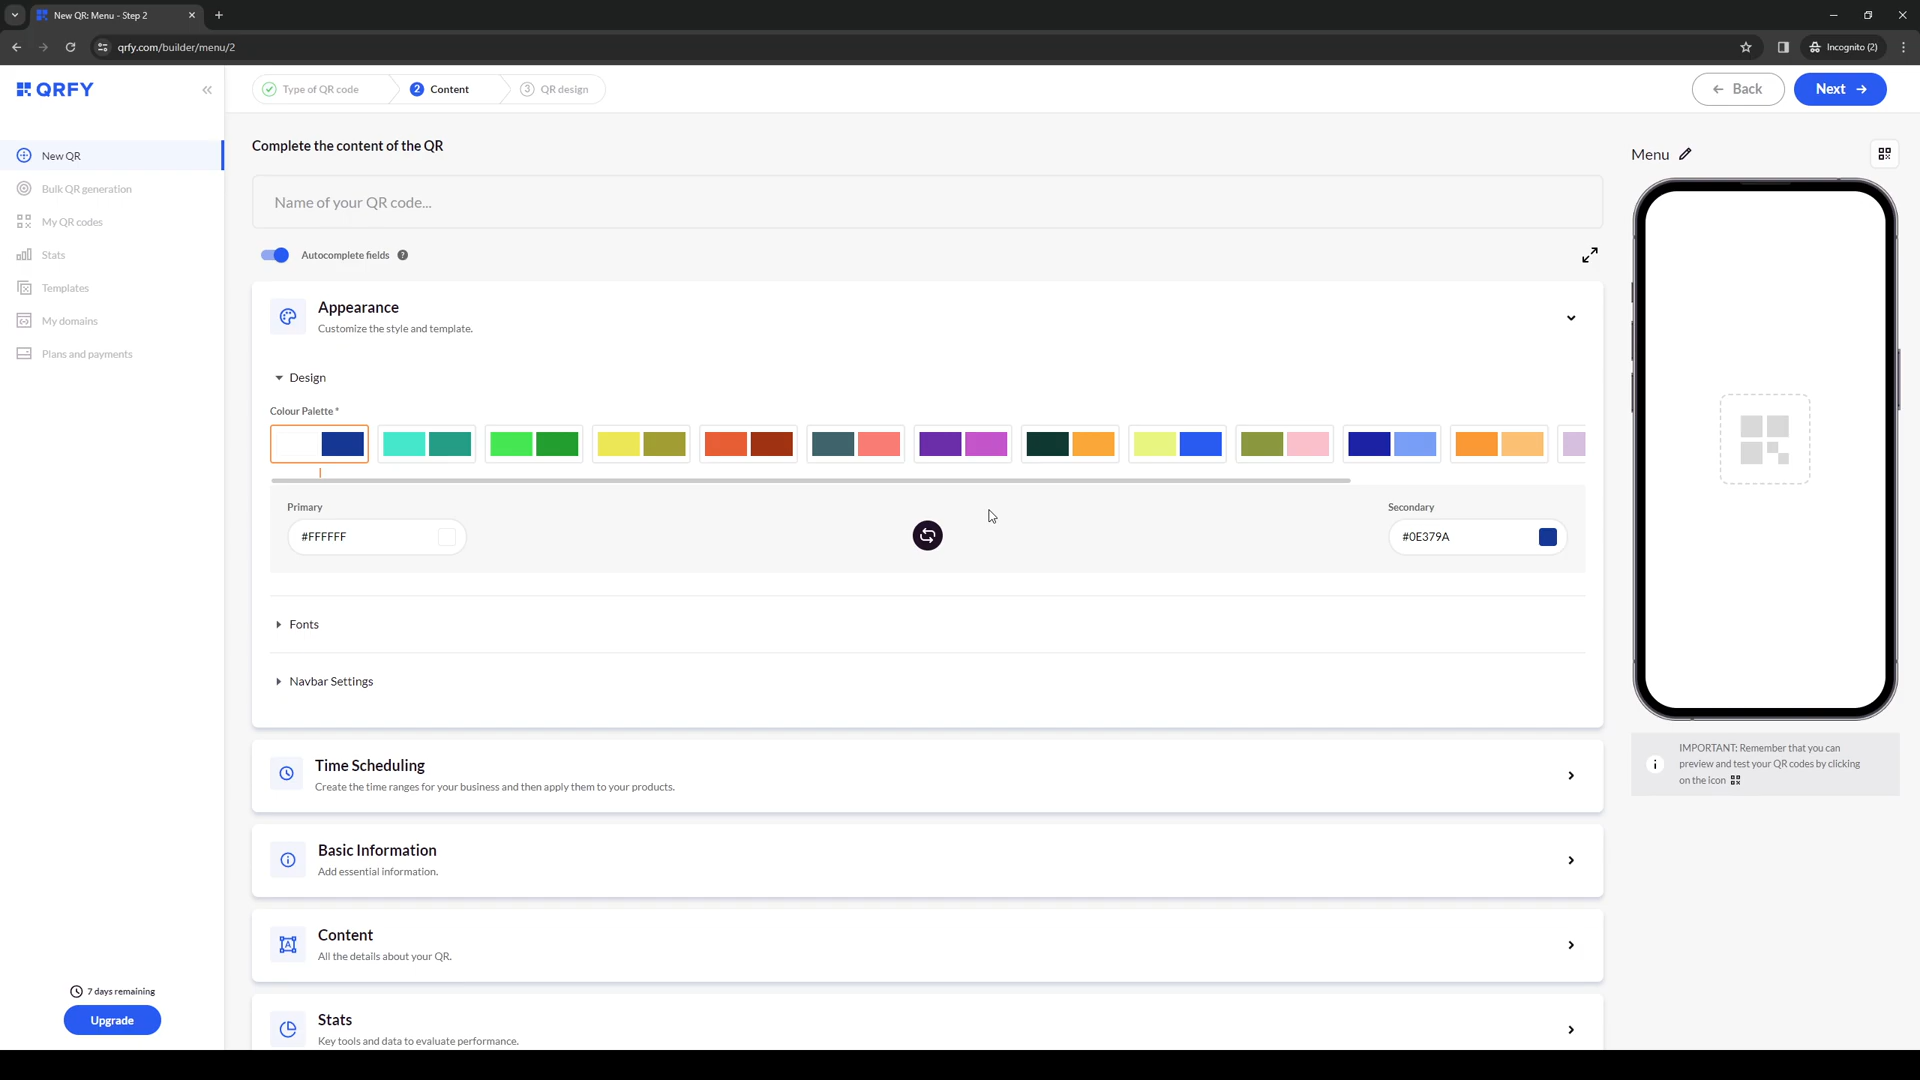 New QR: Menu - Step 2
qrfy.com/builder/menu/2
Incognito (2)
QRFY
Type of QR code
2 Content
3 QR design
Back
Next
New QR
Bulk QR generation
My QR codes
Stats
Templates
My domains
Plans and payments
7 days remaining
Upgrade
Complete the content of the QR
Name of your QR code...
Autocomplete fields ?
Appearance
Customize the style and template.
Design
Colour Palette *
Primary
#FFFFFF
Secondary
#0E379A
Fonts
Navbar Settings
Time Scheduling
Create the time ranges for your business and then apply them to your products.
Basic Information
Add essential information.
Content
All the details about your QR.
Stats
Key tools and data to evaluate performance.
Menu
IMPORTANT: Remember that you can
preview and test your QR codes by clicking
on the icon